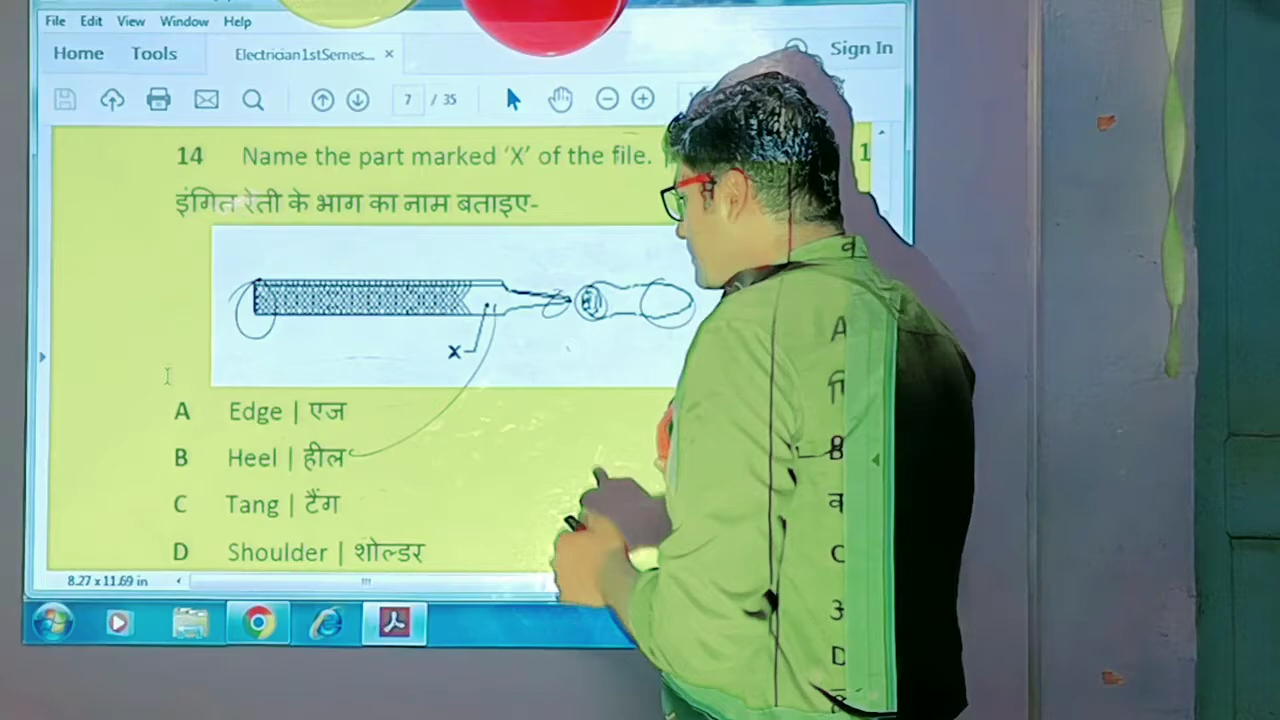 File Edit View Window Help
Home Tools Electrician1stSemes... × Sign In
7 / 35
14 Name the part marked ‘X’ of the file. 1
इंगित रेती के भाग का नाम बताइए-
X
A Edge | एज
B Heel | हील
C Tang | टैंग
D Shoulder | शोल्डर
A
B
C
D
8.27 x 11.69 in